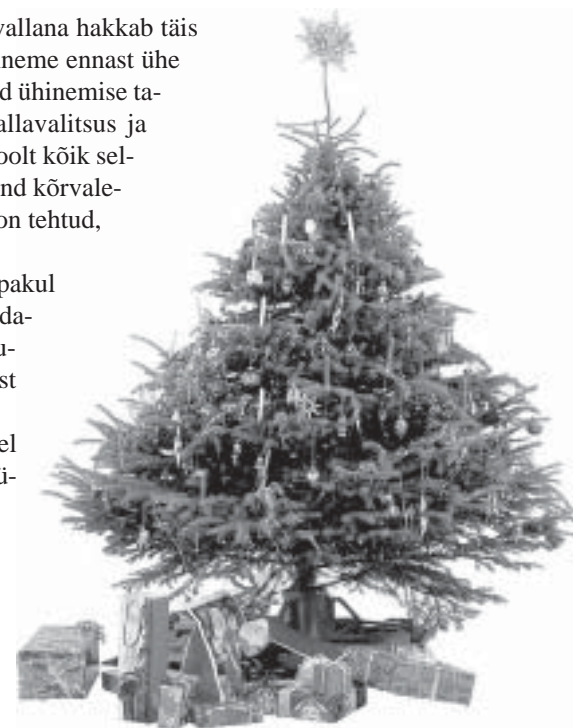 vallana hakkab täis
neme ennast ühe
d ühinemise ta-
allavalitsus ja
oolt kõik sel-
nd kõrvale-
on tehtud,
pakul
da-
u-
st
el
ü-